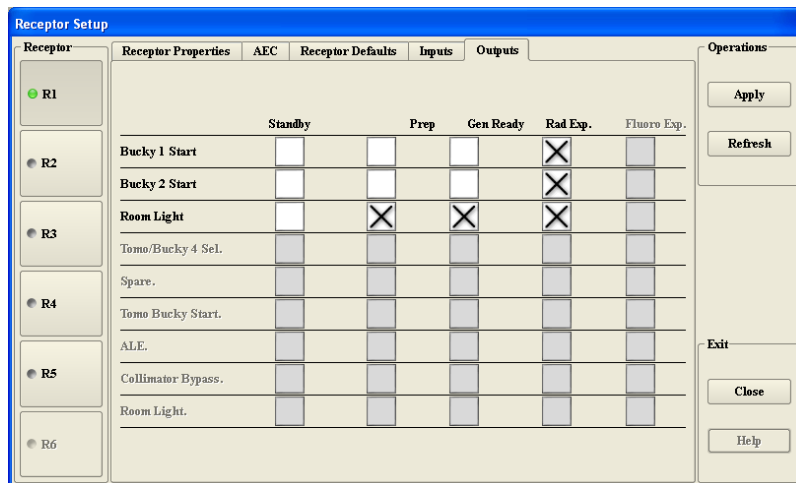 Receptor Setup
Receptor
R1
R2
R3
R4
R5
R6
Receptor Properties AEC Receptor Defaults Inputs Outputs
Standby Prep Gen Ready Rad Exp. Fluoro Exp.
Bucky 1 Start
Bucky 2 Start
Room Light
Tomo/Bucky 4 Sel.
Spare.
Tomo Bucky Start.
ALE.
Collimator Bypass.
Room Light.
Operations
Apply
Refresh
Exit
Close
Help